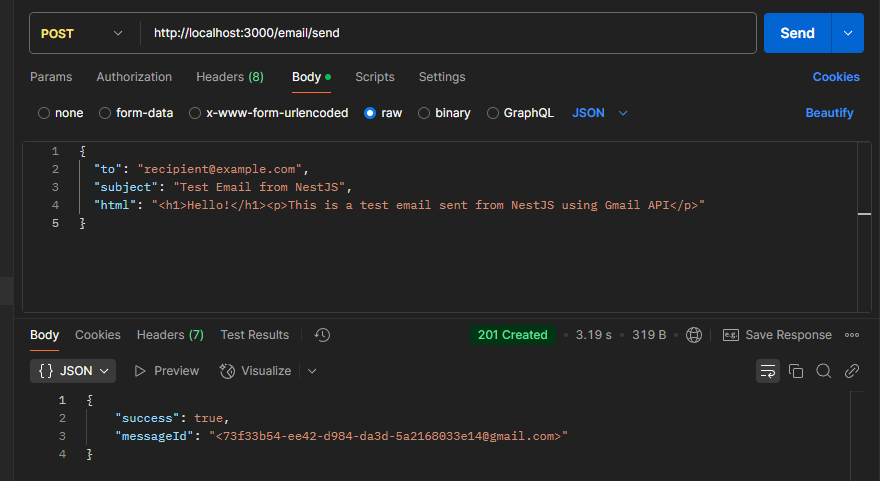 POST http://localhost:3000/email/send Send
Params Authorization Headers (8) Body Scripts Settings Cookies
none form-data x-www-form-urlencoded raw binary GraphQL JSON Beautify
1 {
2 "to": "recipient@example.com",
3 "subject": "Test Email from NestJS",
4 "html": "<h1>Hello!</h1><p>This is a test email sent from NestJS using Gmail API</p>"
5 }
Body Cookies Headers (7) Test Results 201 Created 3.19 s 319 B e.g. Save Response
{} JSON Preview Visualize
1 {
2 "success": true,
3 "messageId": "<73f33b54-ee42-d984-da3d-5a2168033e14@gmail.com>"
4 }